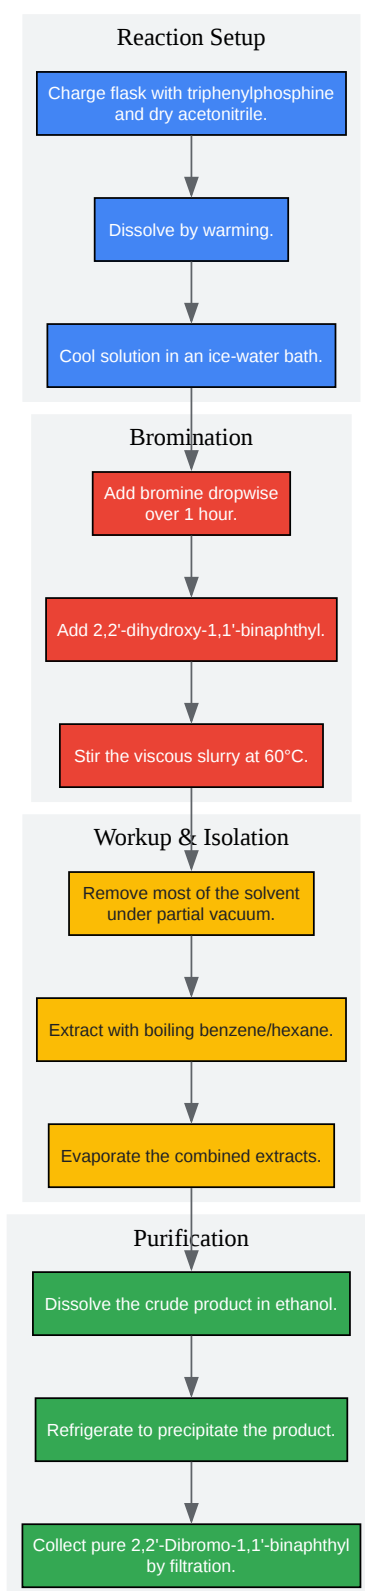 Reaction Setup
Charge flask with triphenylphosphine
and dry acetonitrile.
Dissolve by warming.
Cool solution in an ice-water bath.
Bromination
Add bromine dropwise
over 1 hour.
Add 2,2'-dihydroxy-1,1'-binaphthyl.
Stir the viscous slurry at 60°C.
Workup & Isolation
Remove most of the solvent
under partial vacuum.
Extract with boiling benzene/hexane.
Evaporate the combined extracts.
Purification
Dissolve the crude product in ethanol.
Refrigerate to precipitate the product.
Collect pure 2,2'-Dibromo-1,1'-binaphthyl
by filtration.